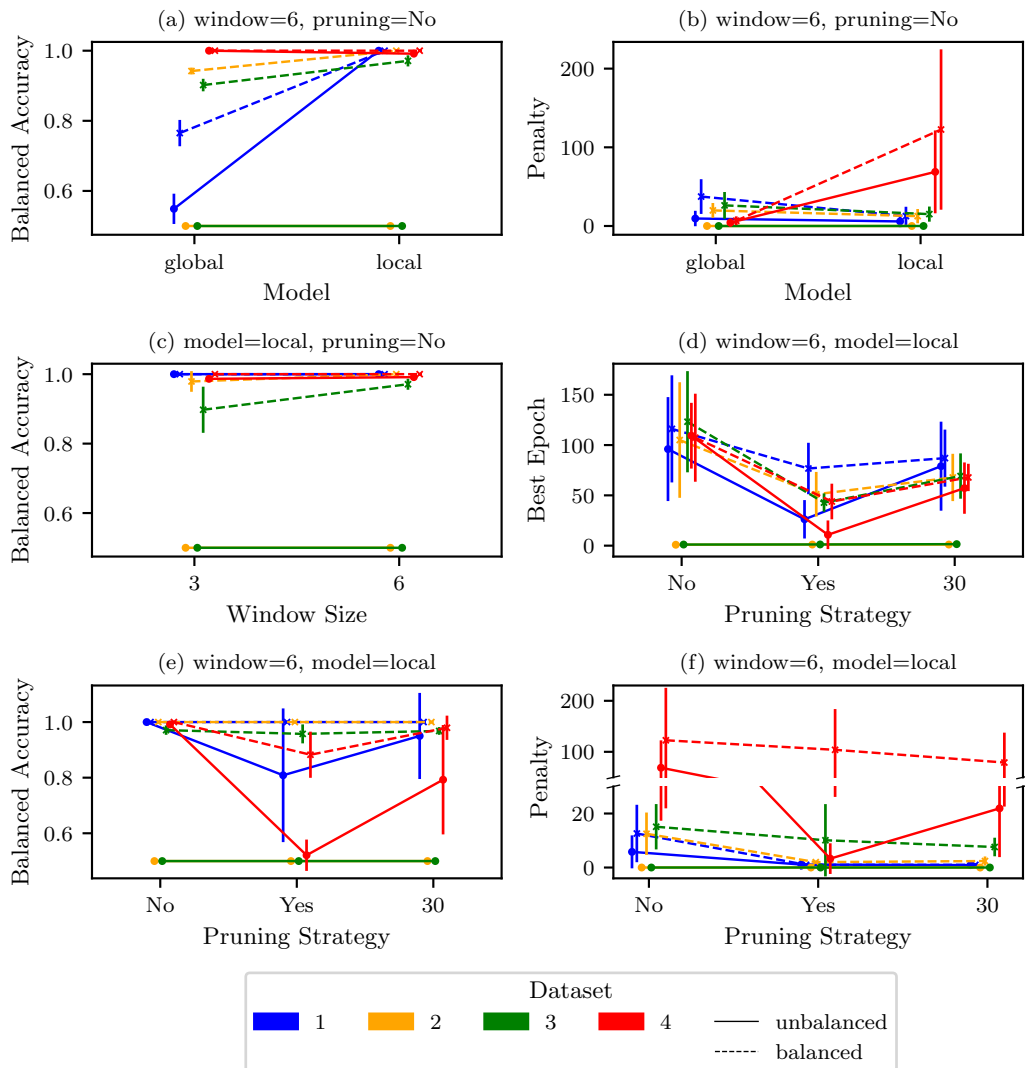 (a) window=6, pruning=No
Balanced Accuracy
1.0
0.8
0.6
global
local
Model
(b) window=6, pruning=No
Penalty
200
100
0
global
local
Model
(c) model=local, pruning=No
Balanced Accuracy
1.0
0.8
0.6
3
6
Window Size
(d) window=6, model=local
Best Epoch
150
100
50
0
No
Yes
30
Pruning Strategy
(e) window=6, model=local
Balanced Accuracy
1.0
0.8
0.6
No
Yes
30
Pruning Strategy
(f) window=6, model=local
Penalty
200
100
20
0
No
Yes
30
Pruning Strategy
Dataset
1
2
3
4
unbalanced
balanced